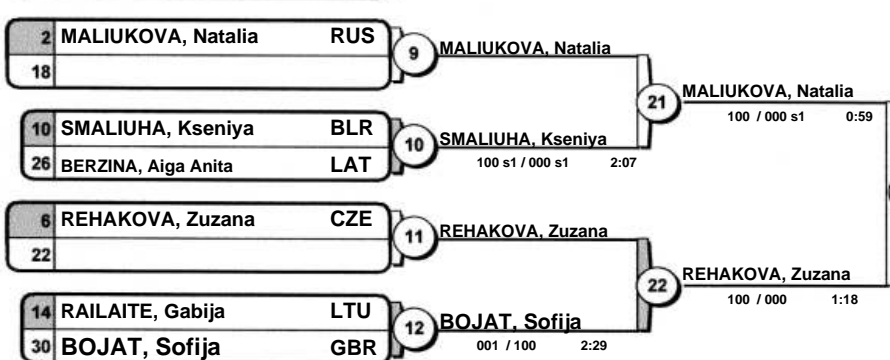 2 MALIUKOVA, Natalia RUS
18
9
MALIUKOVA, Natalia
21
MALIUKOVA, Natalia
100 / 000 s1 0:59
10 SMALIUHA, Kseniya BLR
26 BERZINA, Aiga Anita LAT
10
SMALIUHA, Kseniya
100 s1 / 000 s1 2:07
6 REHAKOVA, Zuzana CZE
22
11
REHAKOVA, Zuzana
22
REHAKOVA, Zuzana
100 / 000 1:18
14 RAILAITE, Gabija LTU
30 BOJAT, Sofija GBR
12
BOJAT, Sofija
001 / 100 2:29